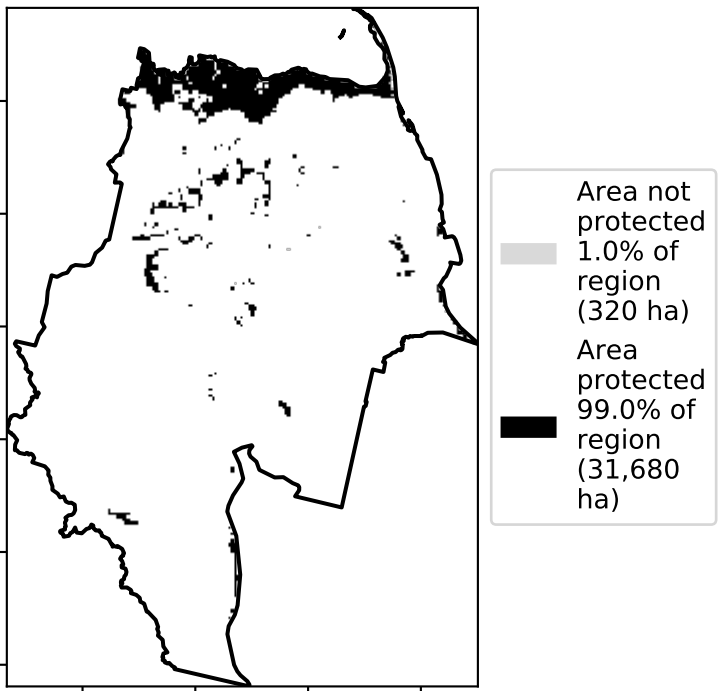 Area not
protected
1.0% of
region
(320 ha)
Area
protected
99.0% of
region
(31,680
ha)